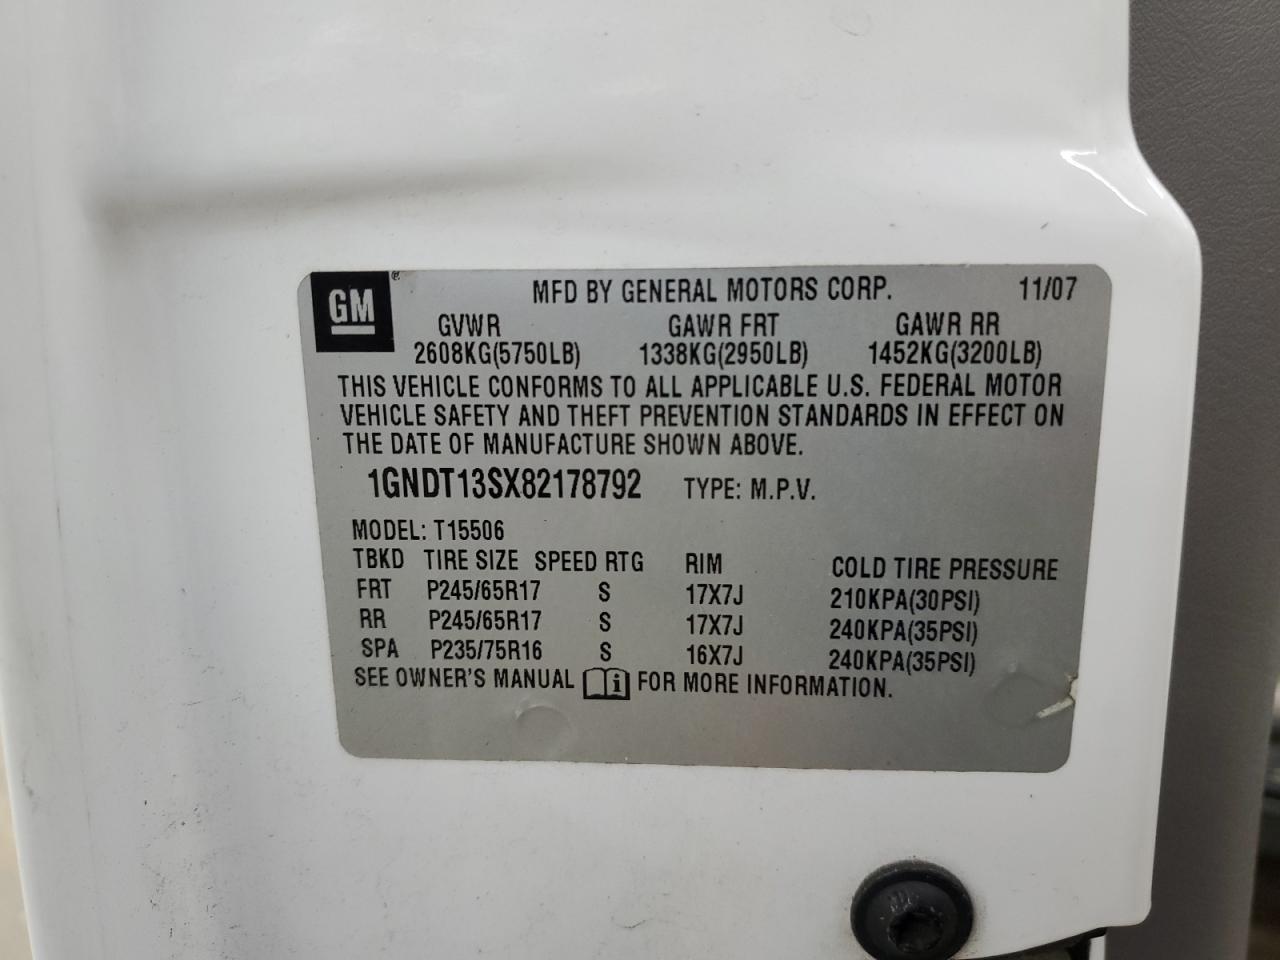 GM ® MFD BY GENERAL MOTORS CORP. 11/07
GVWR GAWR FRT GAWR RR
2608KG(5750LB) 1338KG(2950LB) 1452KG(3200LB)
THIS VEHICLE CONFORMS TO ALL APPLICABLE U.S. FEDERAL MOTOR
VEHICLE SAFETY AND THEFT PREVENTION STANDARDS IN EFFECT ON
THE DATE OF MANUFACTURE SHOWN ABOVE.
1GNDT13SX82178792 TYPE: M.P.V.
MODEL: T15506
TBKD TIRE SIZE SPEED RTG RIM COLD TIRE PRESSURE
FRT P245/65R17 S 17X7J 210KPA(30PSI)
RR P245/65R17 S 17X7J 240KPA(35PSI)
SPA P235/75R16 S 16X7J 240KPA(35PSI)
SEE OWNER'S MANUAL i FOR MORE INFORMATION.